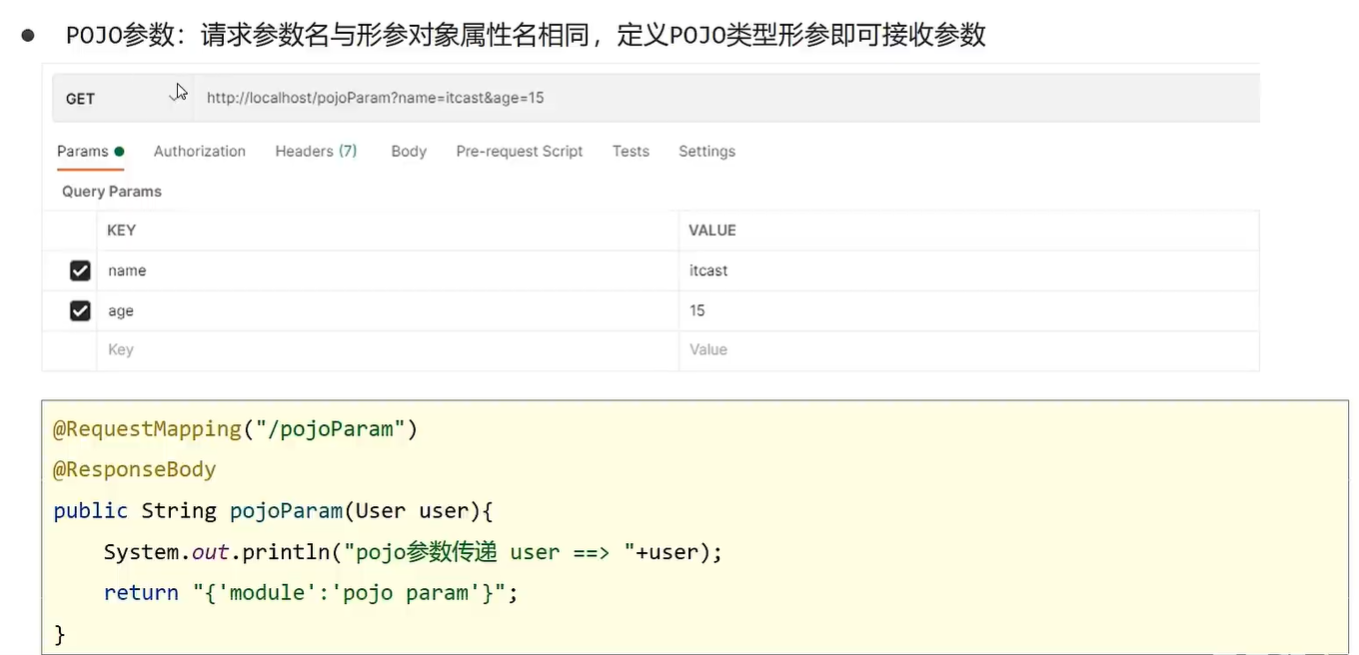 ● POJO参数：请求参数名与形参对象属性名相同，定义POJO类型形参即可接收参数
GET http://localhost/pojoParam?name=itcast&age=15
Params Authorization Headers (7) Body Pre-request Script Tests Settings
Query Params
KEY VALUE
name itcast
age 15
Key Value
@RequestMapping("/pojoParam")
@ResponseBody
public String pojoParam(User user){
    System.out.println("pojo参数传递 user ==> "+user);
    return "{'module':'pojo param'}";
}